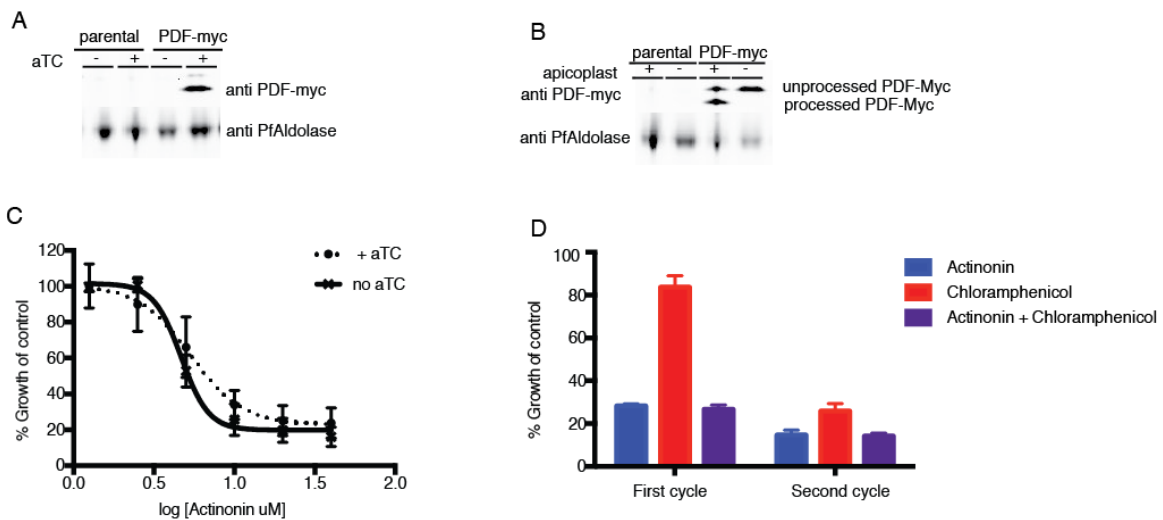 A
parental PDF-myc
aTC - + - +
anti PDF-myc
anti PfAldolase
B
parental PDF-myc
apicoplast + - + -
anti PDF-myc
unprocessed PDF-Myc
processed PDF-Myc
anti PfAldolase
C
120
100
80
60
40
20
0
% Growth of control
0.0 0.5 1.0 1.5 2.0
log [Actinonin uM]
+ aTC
no aTC
D
100
80
60
40
20
0
% Growth of control
First cycle Second cycle
Actinonin
Chloramphenicol
Actinonin + Chloramphenicol